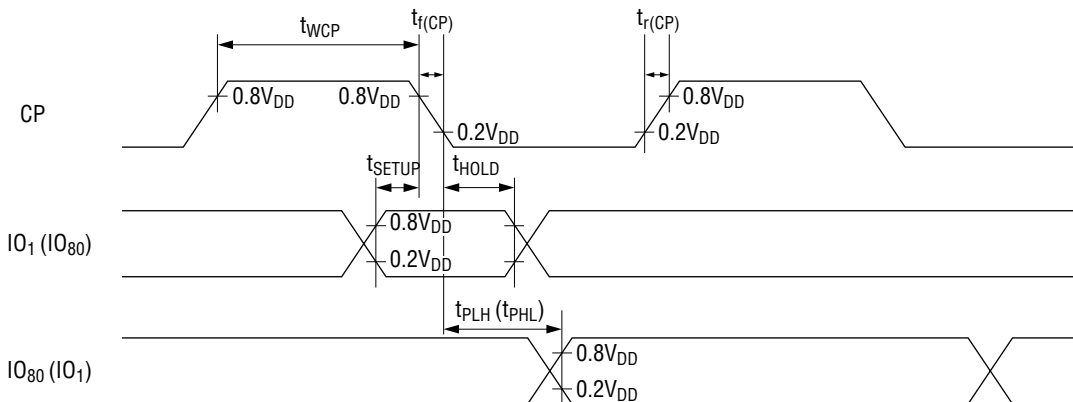 tWCP tf(CP) tr(CP)
CP 0.8VDD 0.8VDD 0.2VDD 0.8VDD 0.2VDD
tSETUP tHOLD
IO1 (IO80) 0.8VDD
0.2VDD
tPLH (tPHL)
IO80 (IO1) 0.8VDD
0.2VDD